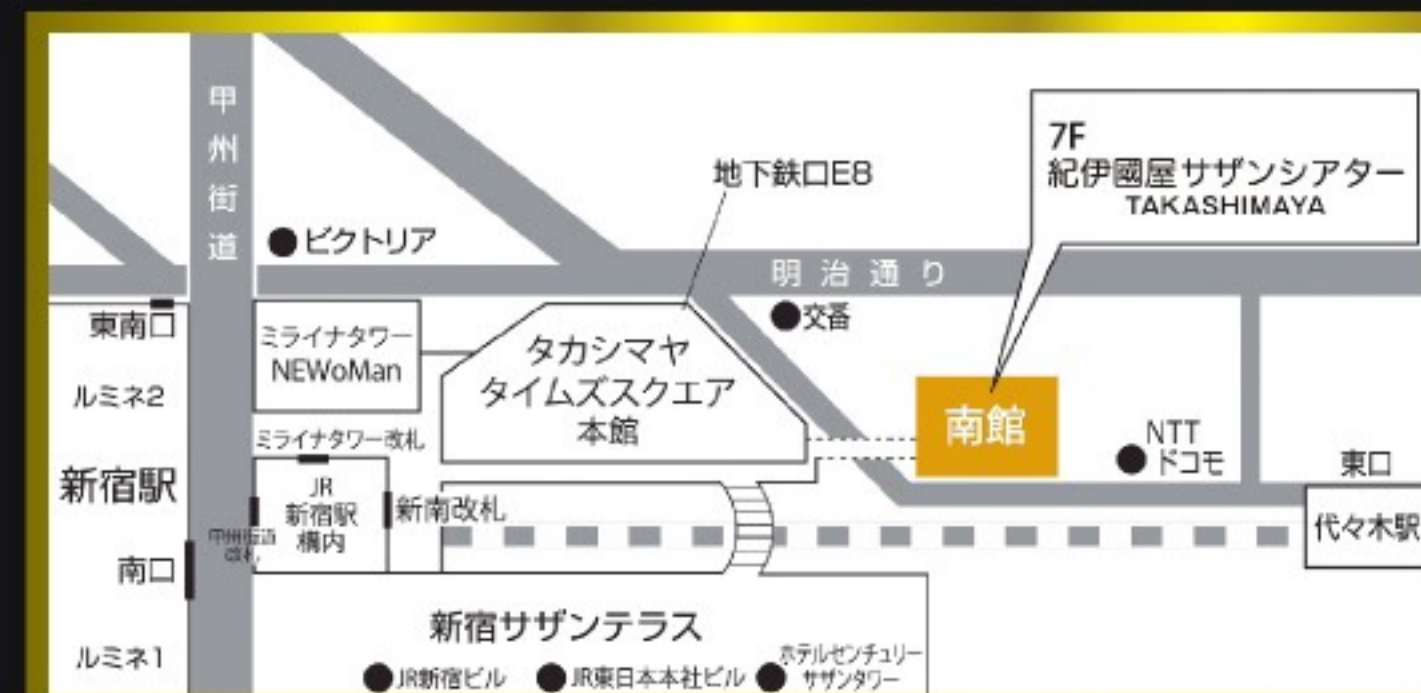 甲州街道
7F
紀伊國屋サザンシアター
TAKASHIMAYA
地下鉄口E8
ビクトリア
明治通り
交番
東南口
ミライナタワー
NEWoMan
タカシマヤ
タイムズスクエア
本館
ルミネ2
南館
ミライナタワー改札
NTT
ドコモ
東口
新宿駅
JR
新宿駅
構内
新南改札
甲州街道
改札
代々木駅
南口
新宿サザンテラス
ルミネ1
JR新宿ビル
JR東日本本社ビル
ホテルセンチュリー
サザンタワー